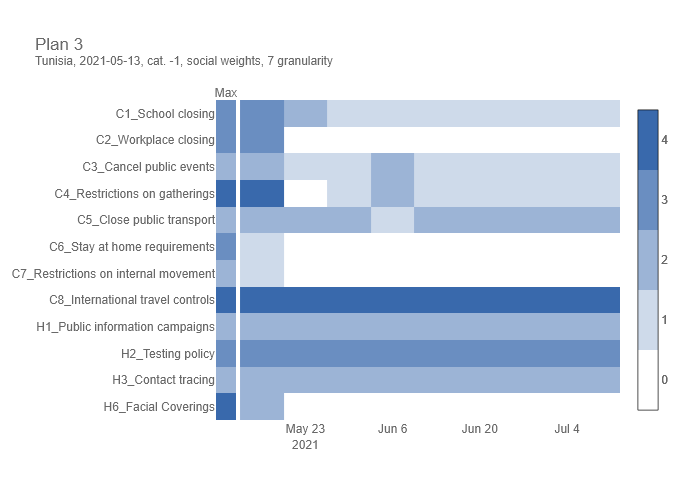 Plan 3
Tunisia, 2021-05-13, cat. -1, social weights, 7 granularity
Max
C1_School closing
C2_Workplace closing
C3_Cancel public events
C4_Restrictions on gatherings
C5_Close public transport
C6_Stay at home requirements
C7_Restrictions on internal movement
C8_International travel controls
H1_Public information campaigns
H2_Testing policy
H3_Contact tracing
H6_Facial Coverings
May 23 Jun 6 Jun 20 Jul 4
2021
4
3
2
1
0